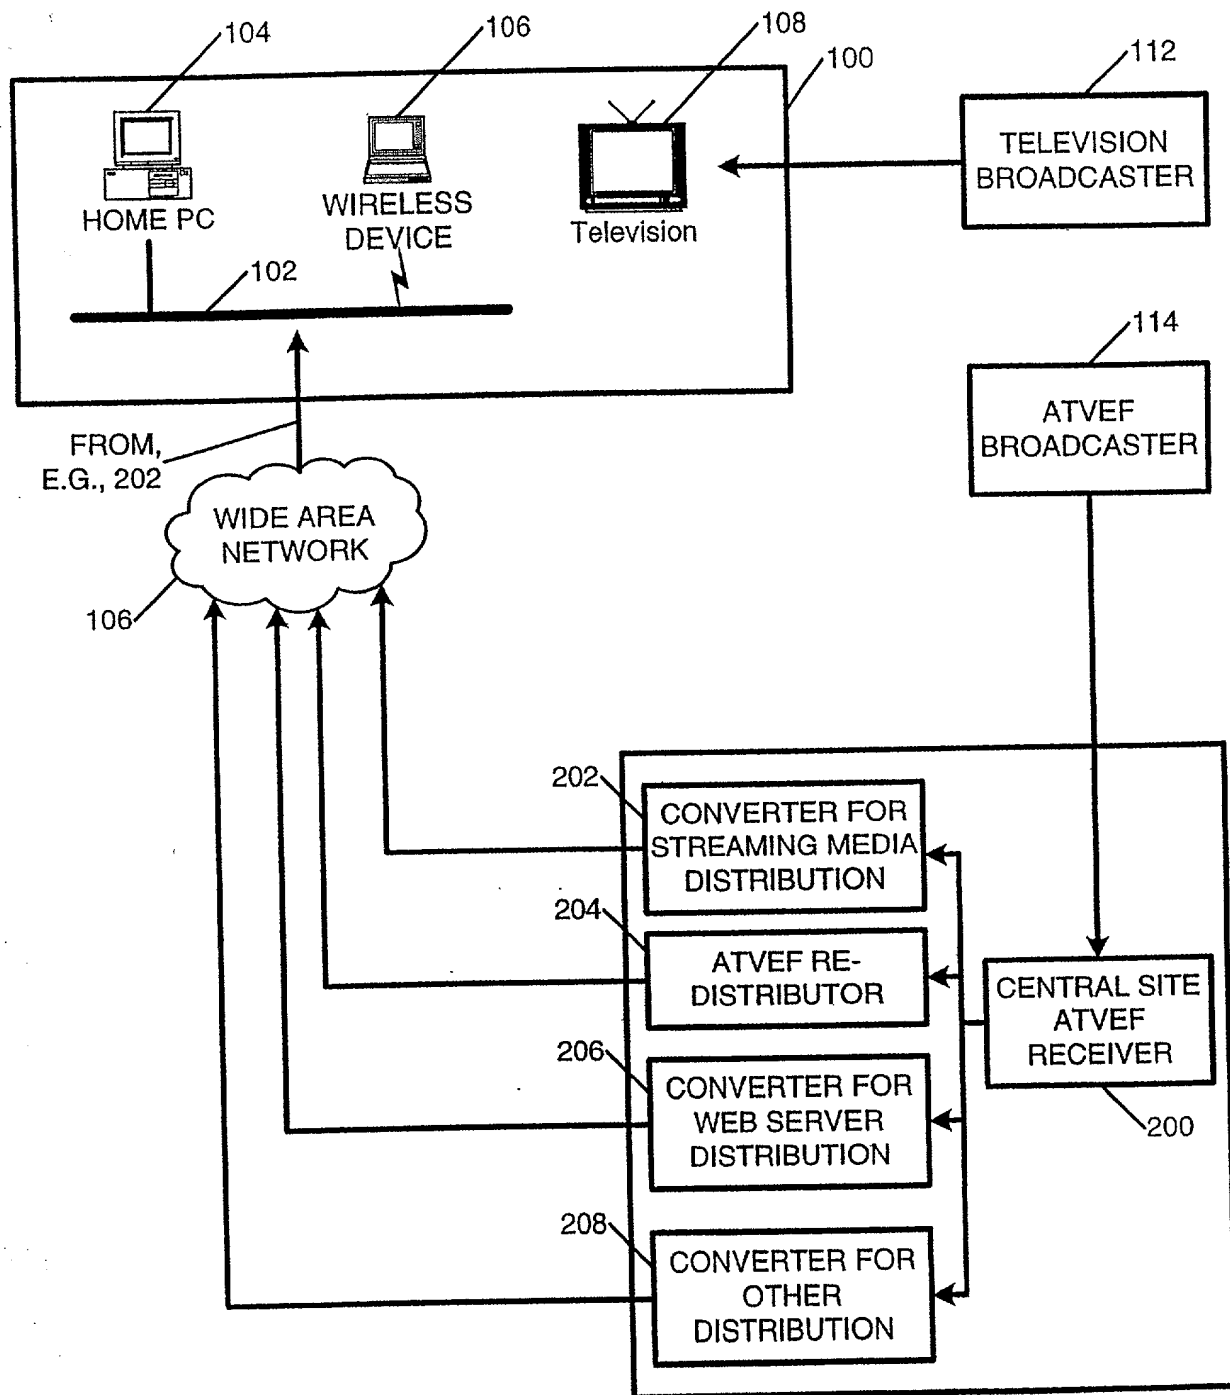 104
106
108
100
112
HOME PC
WIRELESS
DEVICE
Television
TELEVISION
BROADCASTER
102
114
ATVEF
BROADCASTER
FROM,
E.G., 202
WIDE AREA
NETWORK
106
202
CONVERTER FOR
STREAMING MEDIA
DISTRIBUTION
204
ATVEF RE-
DISTRIBUTOR
CENTRAL SITE
ATVEF
RECEIVER
200
206
CONVERTER FOR
WEB SERVER
DISTRIBUTION
208
CONVERTER FOR
OTHER
DISTRIBUTION